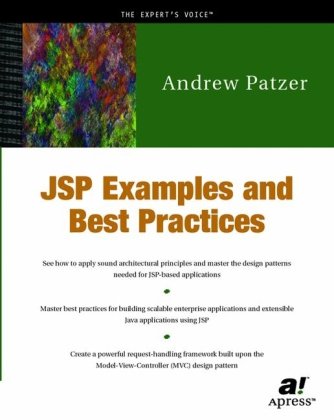 THE EXPERT'S VOICE™
Andrew Patzer
JSP Examples and
Best Practices
See how to apply sound architectural principles and master the design patterns
needed for JSP-based applications
Master best practices for building scalable enterprise applications and extensible
Java applications using JSP
Create a powerful request-handling framework built upon the
Model-View-Controller (MVC) design pattern
a!
Apress™